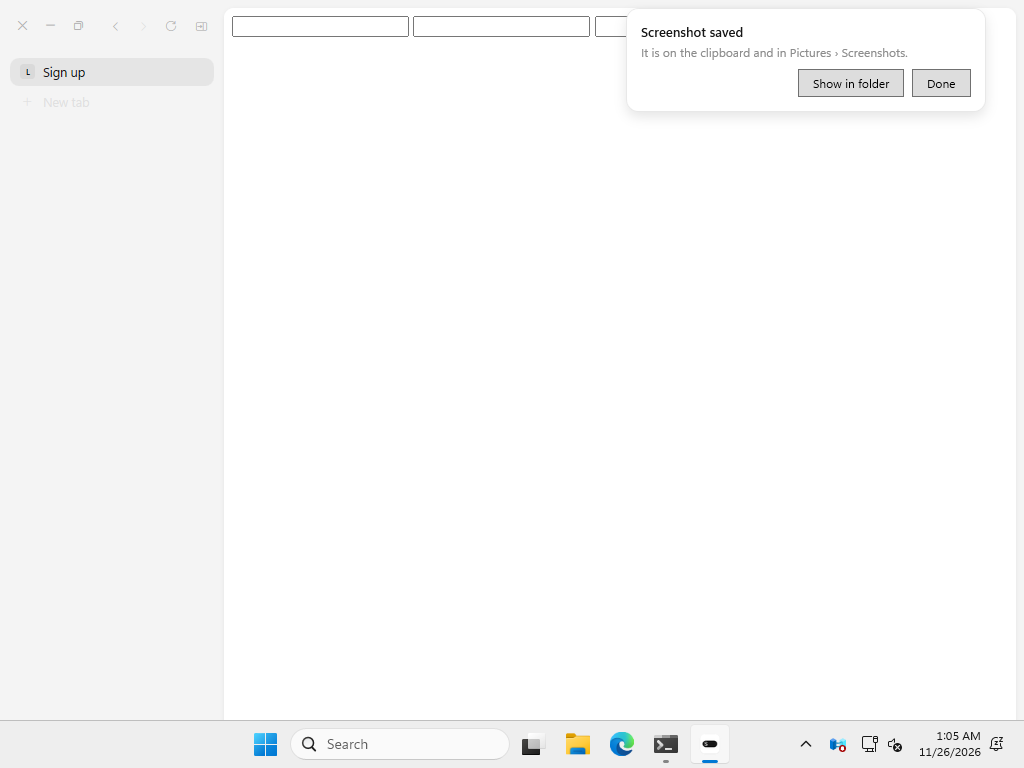 Sign up
New tab
Screenshot saved
It is on the clipboard and in Pictures › Screenshots.
Show in folder
Done
L
Search
1:05 AM
11/26/2026